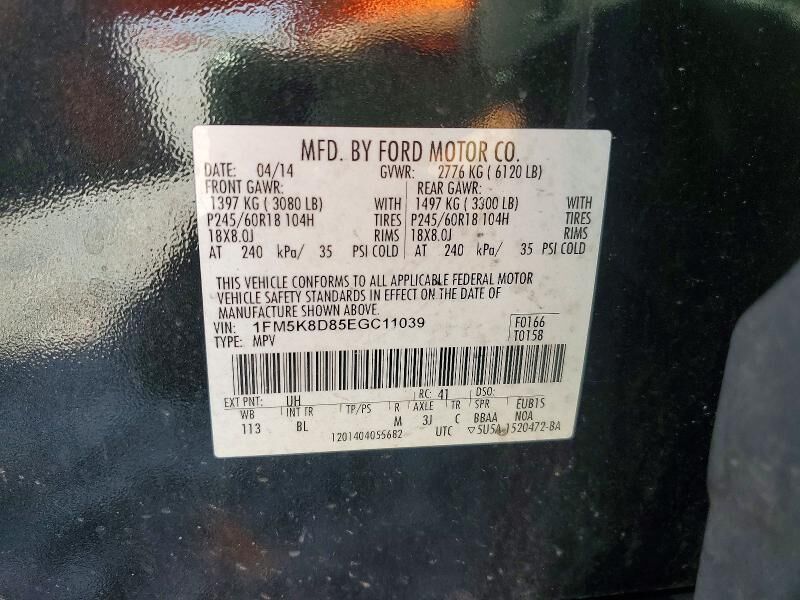 MFD. BY FORD MOTOR CO.
DATE: 04/14 GVWR: 2776 KG ( 6120 LB)
FRONT GAWR: REAR GAWR:
1397 KG ( 3080 LB) WITH 1497 KG ( 3300 LB) WITH
P245/60R18 104H TIRES P245/60R18 104H TIRES
18X8.0J RIMS 18X8.0J RIMS
AT 240 kPa/ 35 PSI COLD AT 240 kPa/ 35 PSI COLD
THIS VEHICLE CONFORMS TO ALL APPLICABLE FEDERAL MOTOR
VEHICLE SAFETY STANDARDS IN EFFECT ON THE DATE OF
MANUFACTURE SHOWN ABOVE.
VIN: 1FM5K8D85EGC11039 F0166
TYPE: MPV T0158
EXT PNT: UH RC: 41 DSO:
WB INT TR TP/PS R AXLE TR SPR EUB1S
113 BL M 3J C BBAA NOA
1201404055682 UTC ▽5U5A-1520472-BA